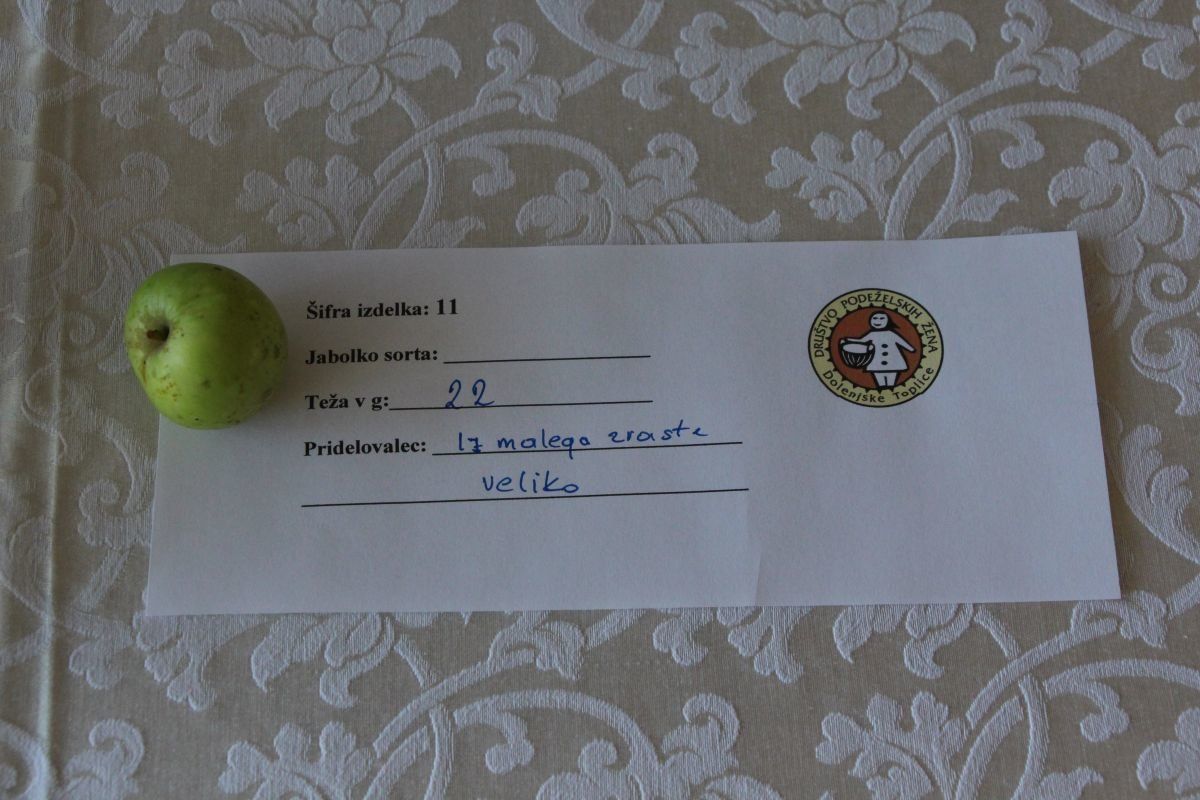 Šifra izdelka: 11
Jabolko sorta:
Teža v g: 22
Pridelovalec: Iz malega zraste
veliko
DRUŠTVO PODEŽELSKIH ŽENA
Dolenjske Toplice